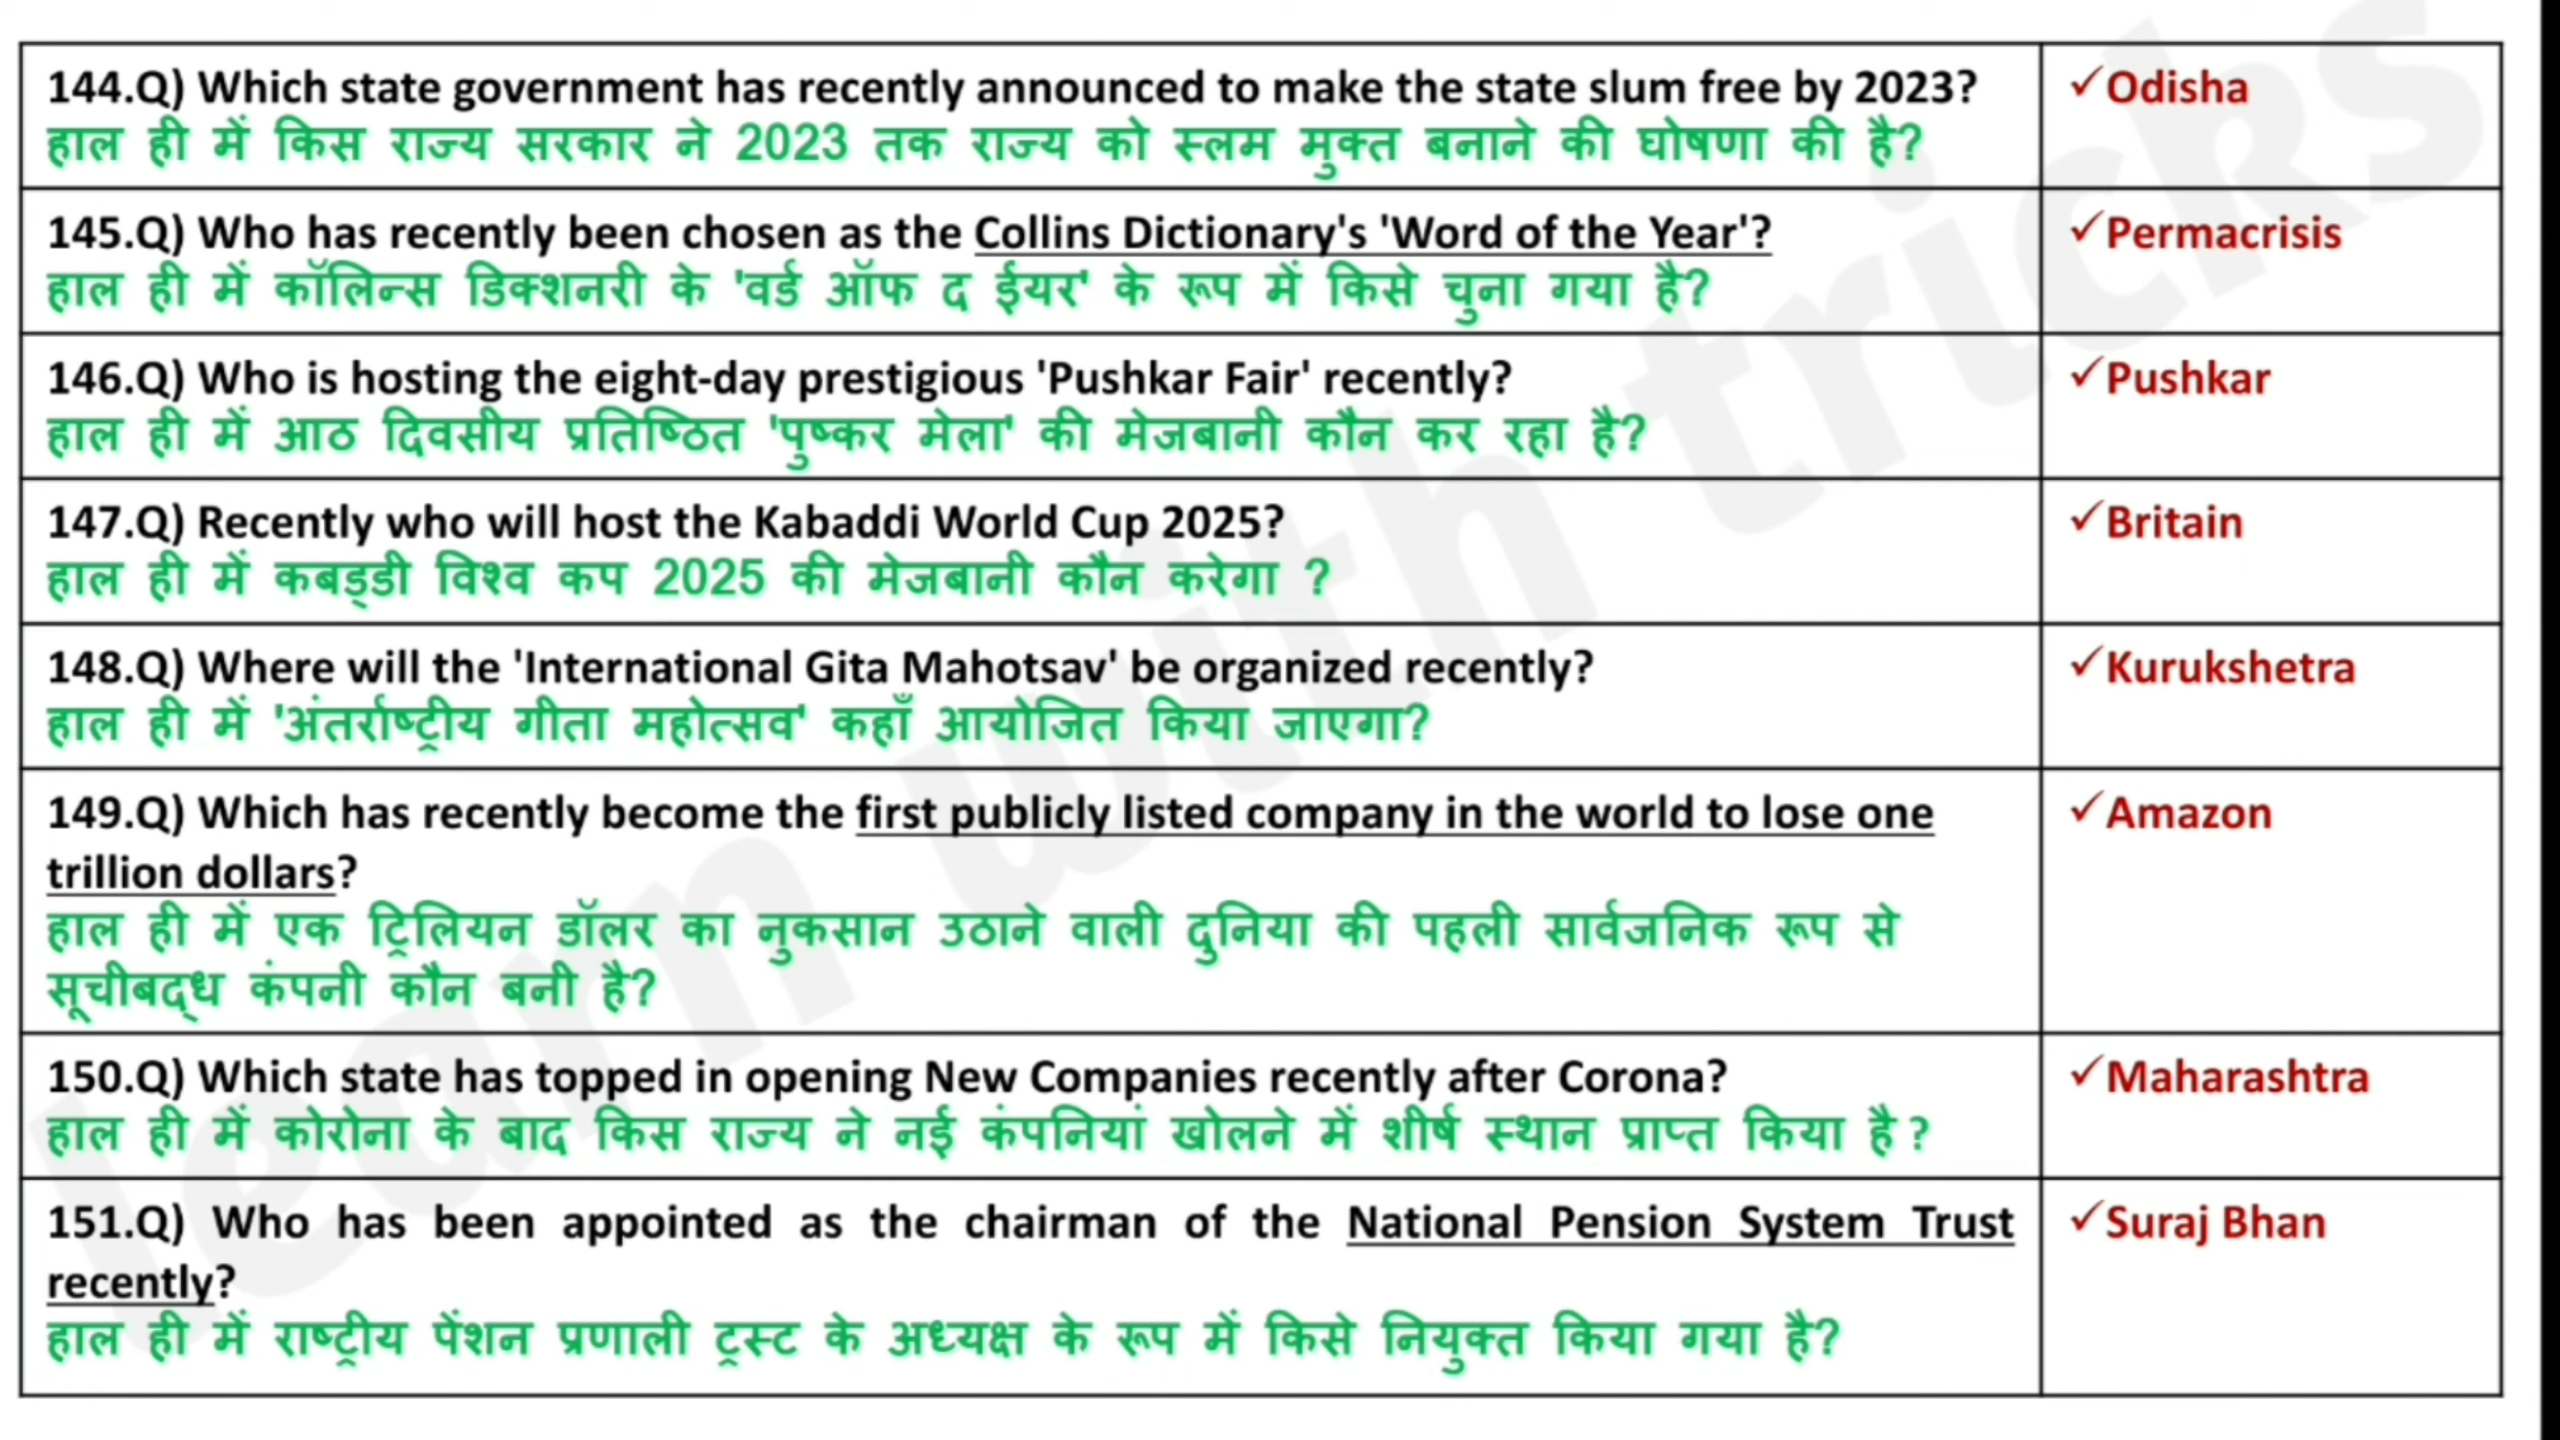 144.Q) Which state government has recently announced to make the state slum free by 2023?
हाल ही में किस राज्य सरकार ने 2023 तक राज्य को स्लम मुक्त बनाने की घोषणा की है?
✓Odisha
145.Q) Who has recently been chosen as the Collins Dictionary's 'Word of the Year'?
हाल ही में कॉलिन्स डिक्शनरी के 'वर्ड ऑफ द ईयर' के रूप में किसे चुना गया है?
✓Permacrisis
146.Q) Who is hosting the eight-day prestigious 'Pushkar Fair' recently?
हाल ही में आठ दिवसीय प्रतिष्ठित 'पुष्कर मेला' की मेजबानी कौन कर रहा है?
✓Pushkar
147.Q) Recently who will host the Kabaddi World Cup 2025?
हाल ही में कबड्डी विश्व कप 2025 की मेजबानी कौन करेगा ?
✓Britain
148.Q) Where will the 'International Gita Mahotsav' be organized recently?
हाल ही में 'अंतर्राष्ट्रीय गीता महोत्सव' कहाँ आयोजित किया जाएगा?
✓Kurukshetra
149.Q) Which has recently become the first publicly listed company in the world to lose one
trillion dollars?
हाल ही में एक ट्रिलियन डॉलर का नुकसान उठाने वाली दुनिया की पहली सार्वजनिक रूप से
सूचीबद्ध कंपनी कौन बनी है?
✓Amazon
150.Q) Which state has topped in opening New Companies recently after Corona?
हाल ही में कोरोना के बाद किस राज्य ने नई कंपनियां खोलने में शीर्ष स्थान प्राप्त किया है ?
✓Maharashtra
151.Q) Who has been appointed as the chairman of the National Pension System Trust
recently?
हाल ही में राष्ट्रीय पेंशन प्रणाली ट्रस्ट के अध्यक्ष के रूप में किसे नियुक्त किया गया है?
✓Suraj Bhan
learn with tricks